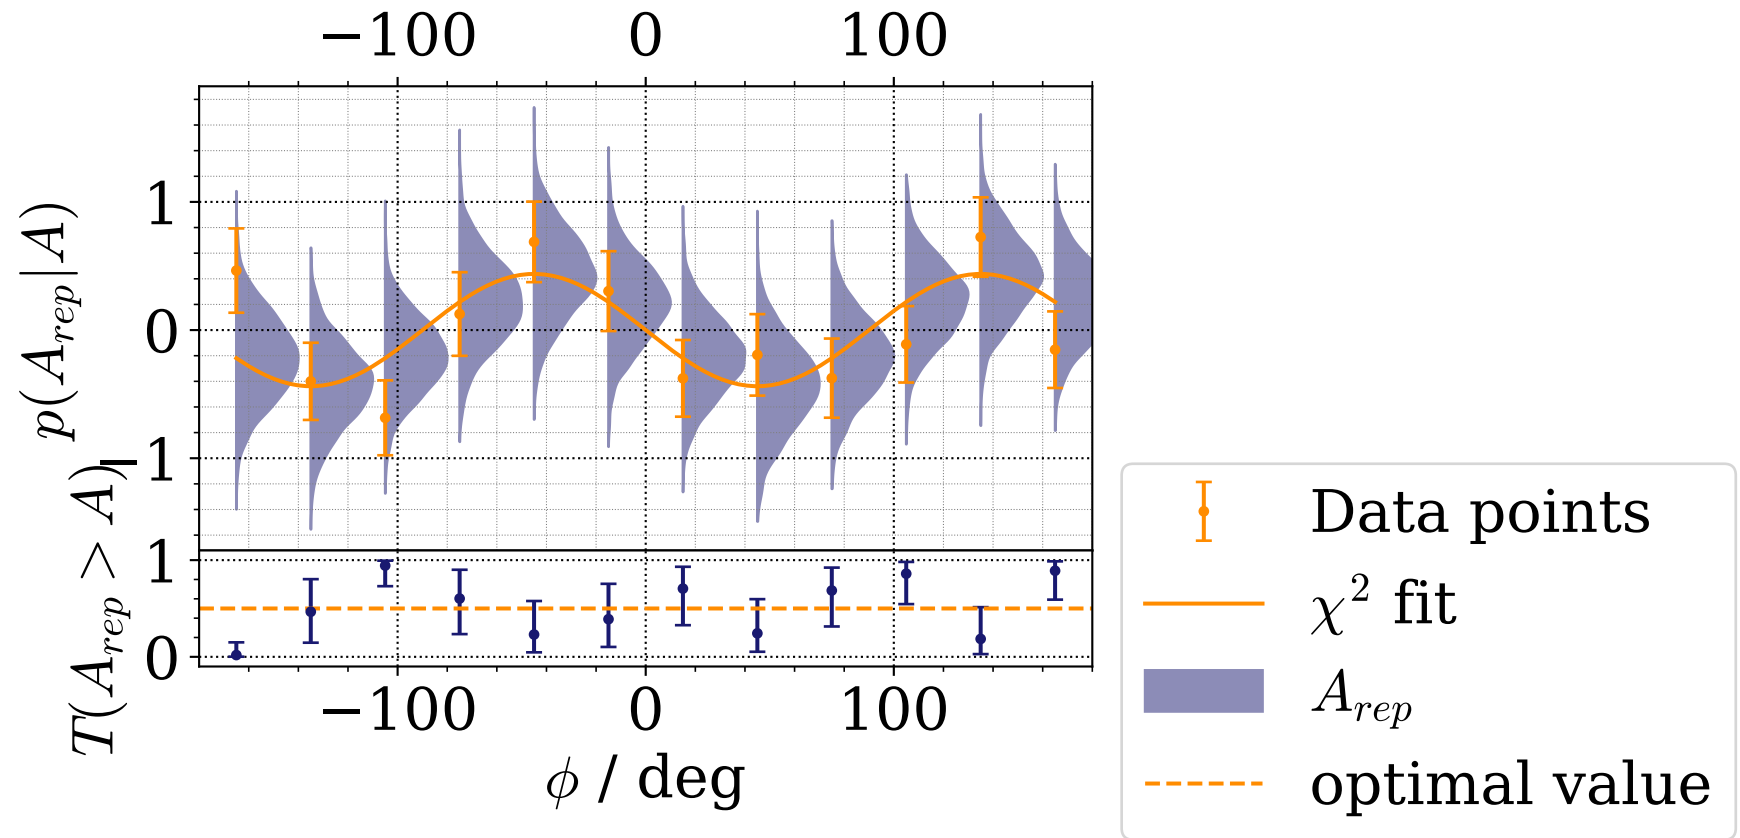 −100 0 100
p(A_rep|A)
1
0
−1
T(A_rep > A)
1
0
−100 0 100
ϕ / deg
Data points
χ² fit
A_rep
optimal value